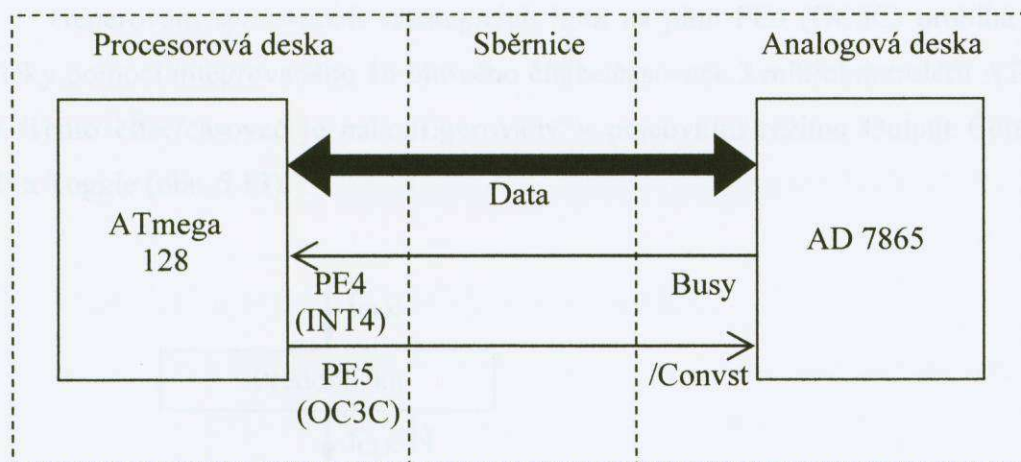 Procesorová deska
Sběrnice
Analogová deska
ATmega
128
Data
AD 7865
PE4
(INT4)
Busy
PE5
(OC3C)
/Convst